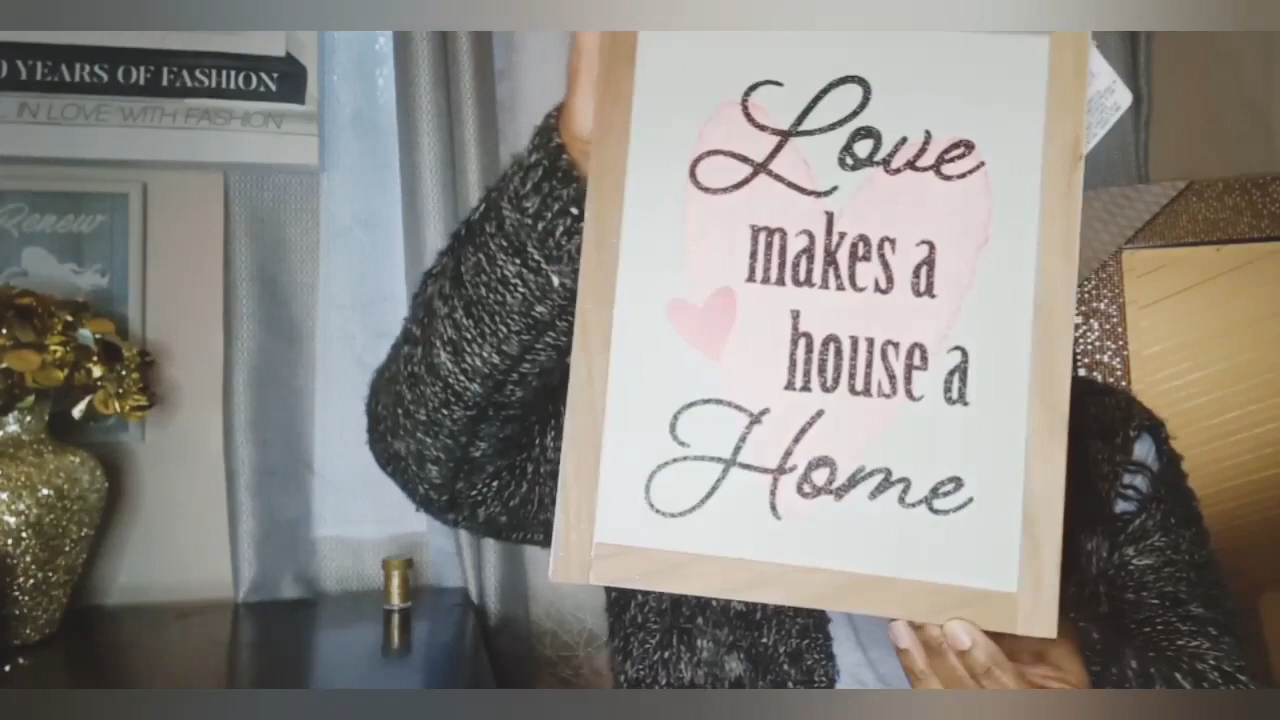 0 YEARS OF FASHION
IN LOVE WITH FASHION
Renew
Love
makes a
house a
Home